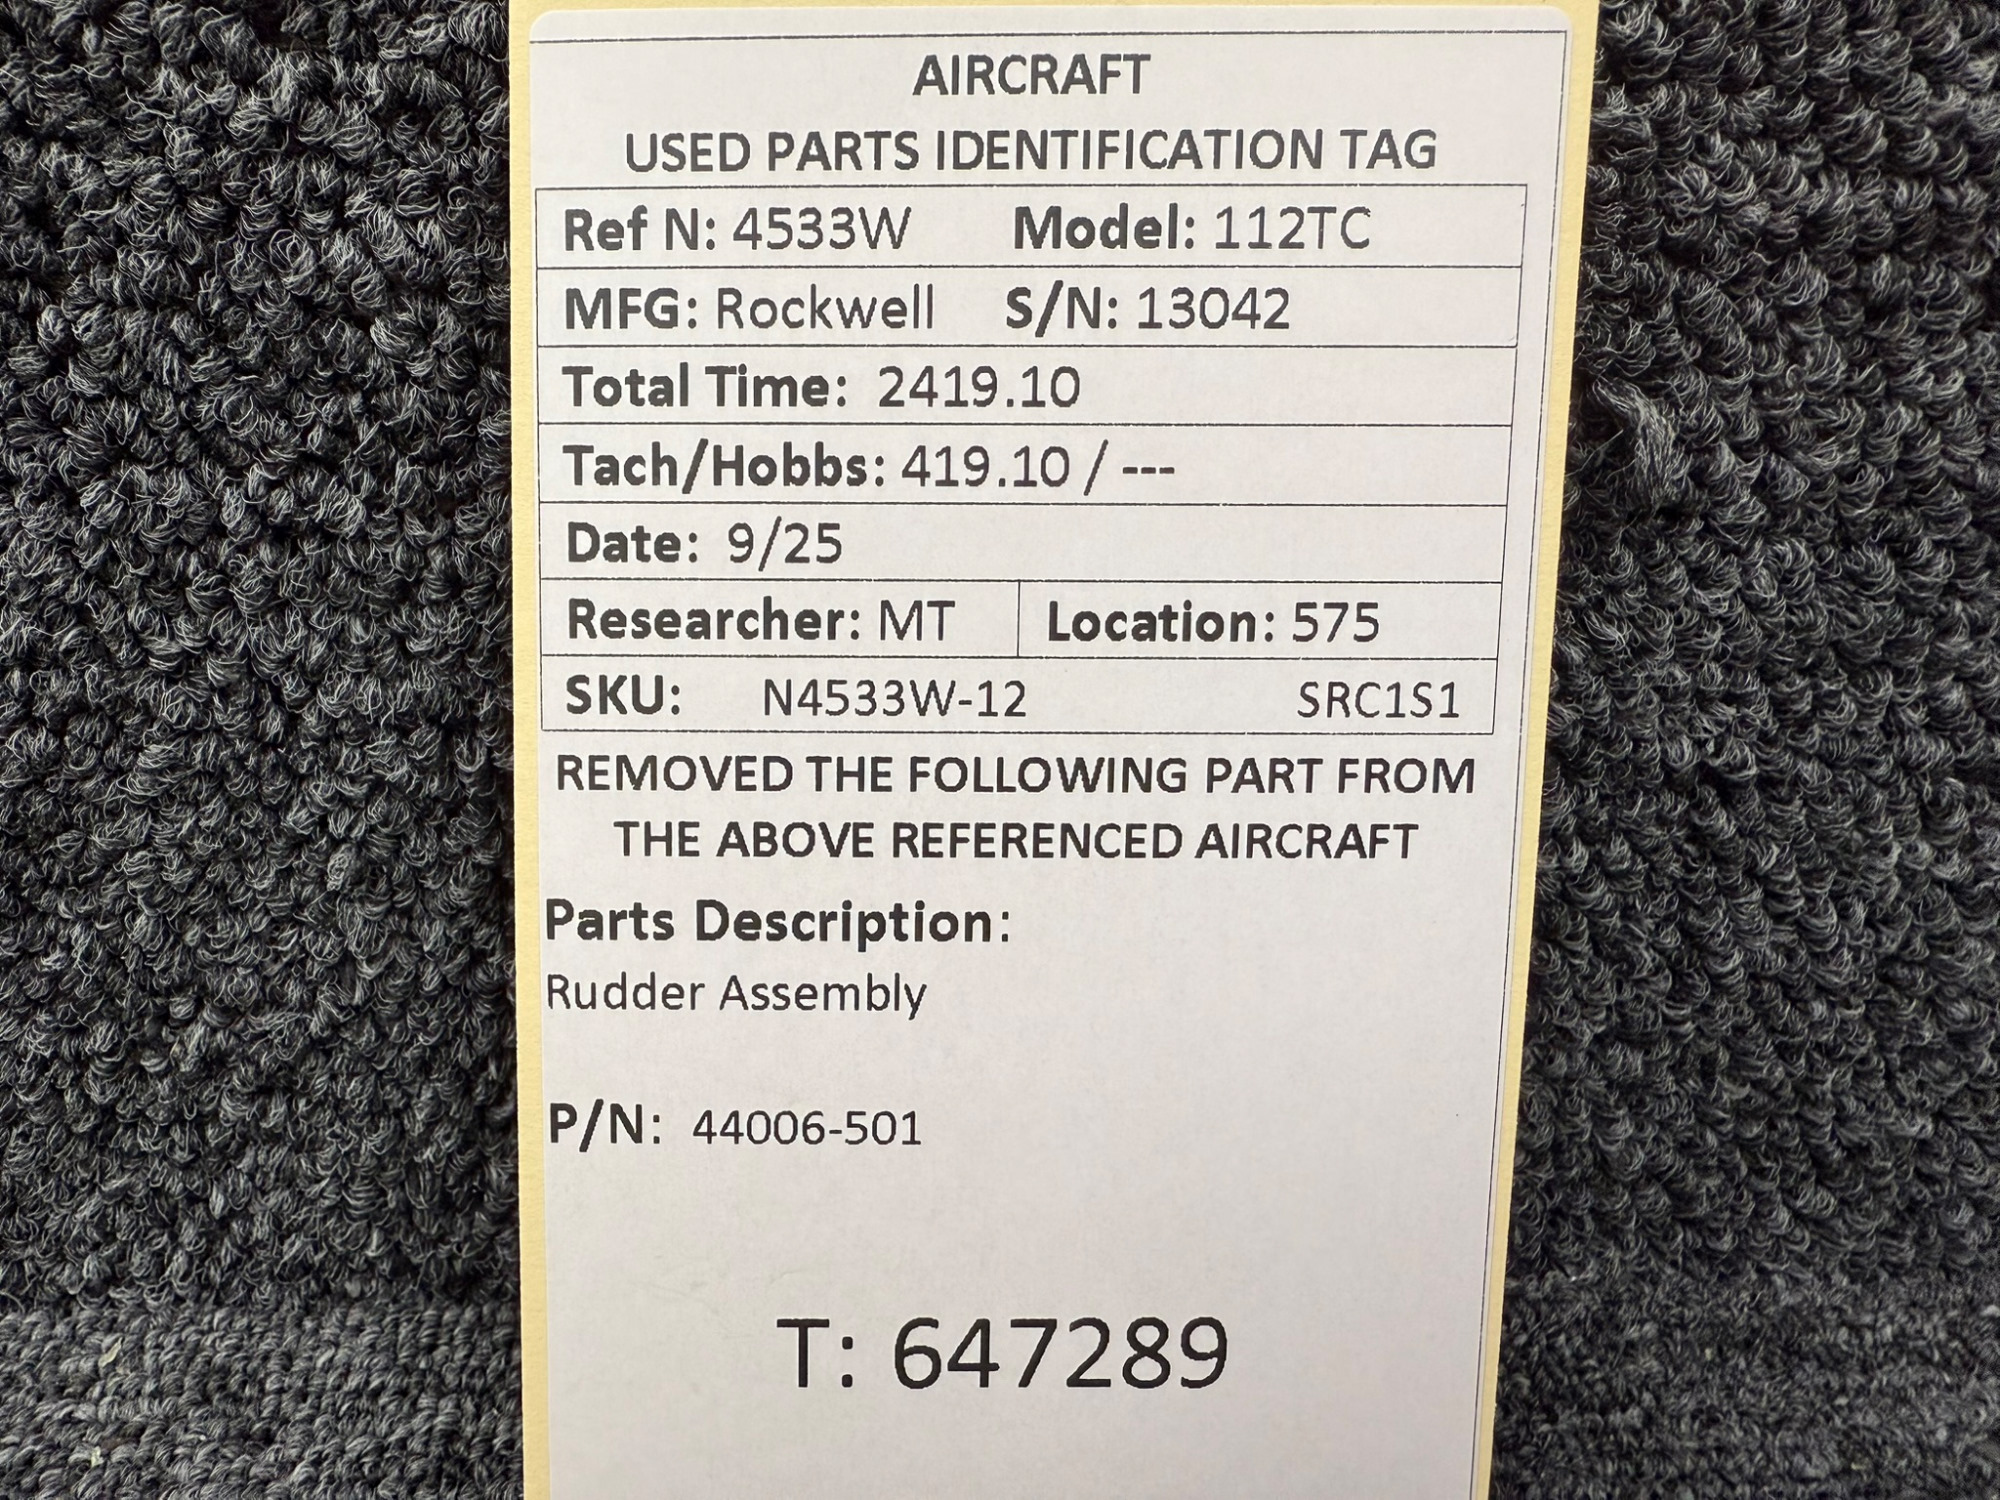 AIRCRAFT
USED PARTS IDENTIFICATION TAG
Ref N: 4533W Model: 112TC
MFG: Rockwell S/N: 13042
Total Time: 2419.10
Tach/Hobbs: 419.10 / ---
Date: 9/25
Researcher: MT Location: 575
SKU: N4533W-12 SRC1S1
REMOVED THE FOLLOWING PART FROM
THE ABOVE REFERENCED AIRCRAFT
Parts Description:
Rudder Assembly
P/N: 44006-501
T: 647289